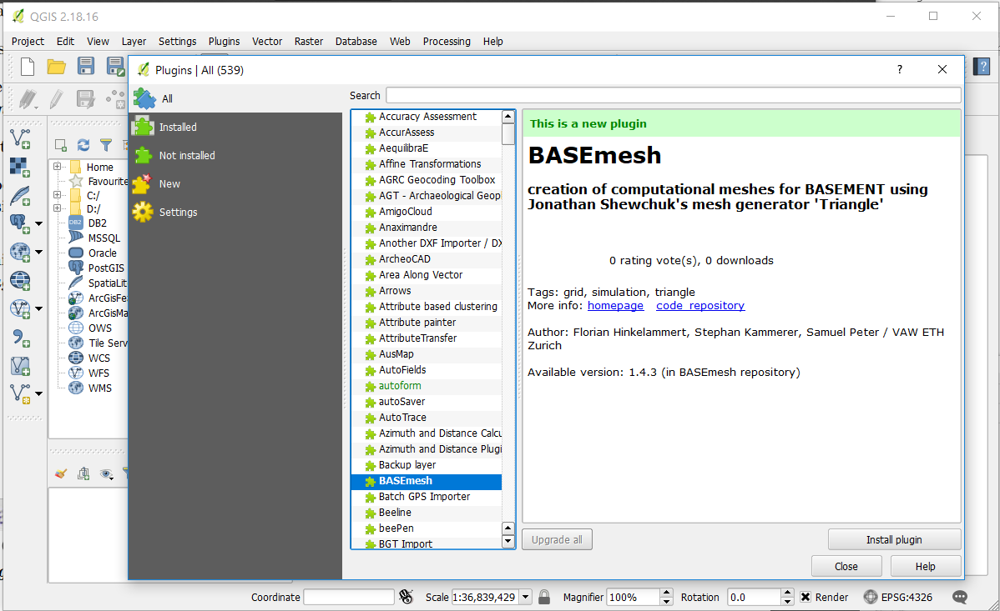 QGIS 2.18.16
Project Edit View Layer Settings Plugins Vector Raster Database Web Processing Help
Plugins | All (539)
?
All
Installed
Not installed
New
Settings
Search
Accuracy Assessment
AccurAssess
AequilibraE
Affine Transformations
AGRC Geocoding Toolbox
AGT - Archaeological Geopl
AmigoCloud
Anaximandre
Another DXF Importer / DX
ArcheoCAD
Area Along Vector
Arrows
Attribute based clustering
Attribute painter
AttributeTransfer
AusMap
AutoFields
autoform
autoSaver
AutoTrace
Azimuth and Distance Calcu
Azimuth and Distance Plugi
Backup layer
BASEmesh
Batch GPS Importer
Beeline
beePen
BGT Import
This is a new plugin
BASEmesh
creation of computational meshes for BASEMENT using
Jonathan Shewchuk's mesh generator 'Triangle'
0 rating vote(s), 0 downloads
Tags: grid, simulation, triangle
More info: homepage code repository
Author: Florian Hinkelammert, Stephan Kammerer, Samuel Peter / VAW ETH
Zurich
Available version: 1.4.3 (in BASEmesh repository)
Upgrade all
Install plugin
Close
Help
Home
Favourite
C:/
D:/
DB2
DB2
MSSQL
Oracle
PostGIS
SpatiaLit
ArcGisFea
ArcGisMa
OWS
Tile Serv
WCS
WFS
WMS
Coordinate
Scale 1:36,839,429
Magnifier 100%
Rotation 0.0
Render
EPSG:4326